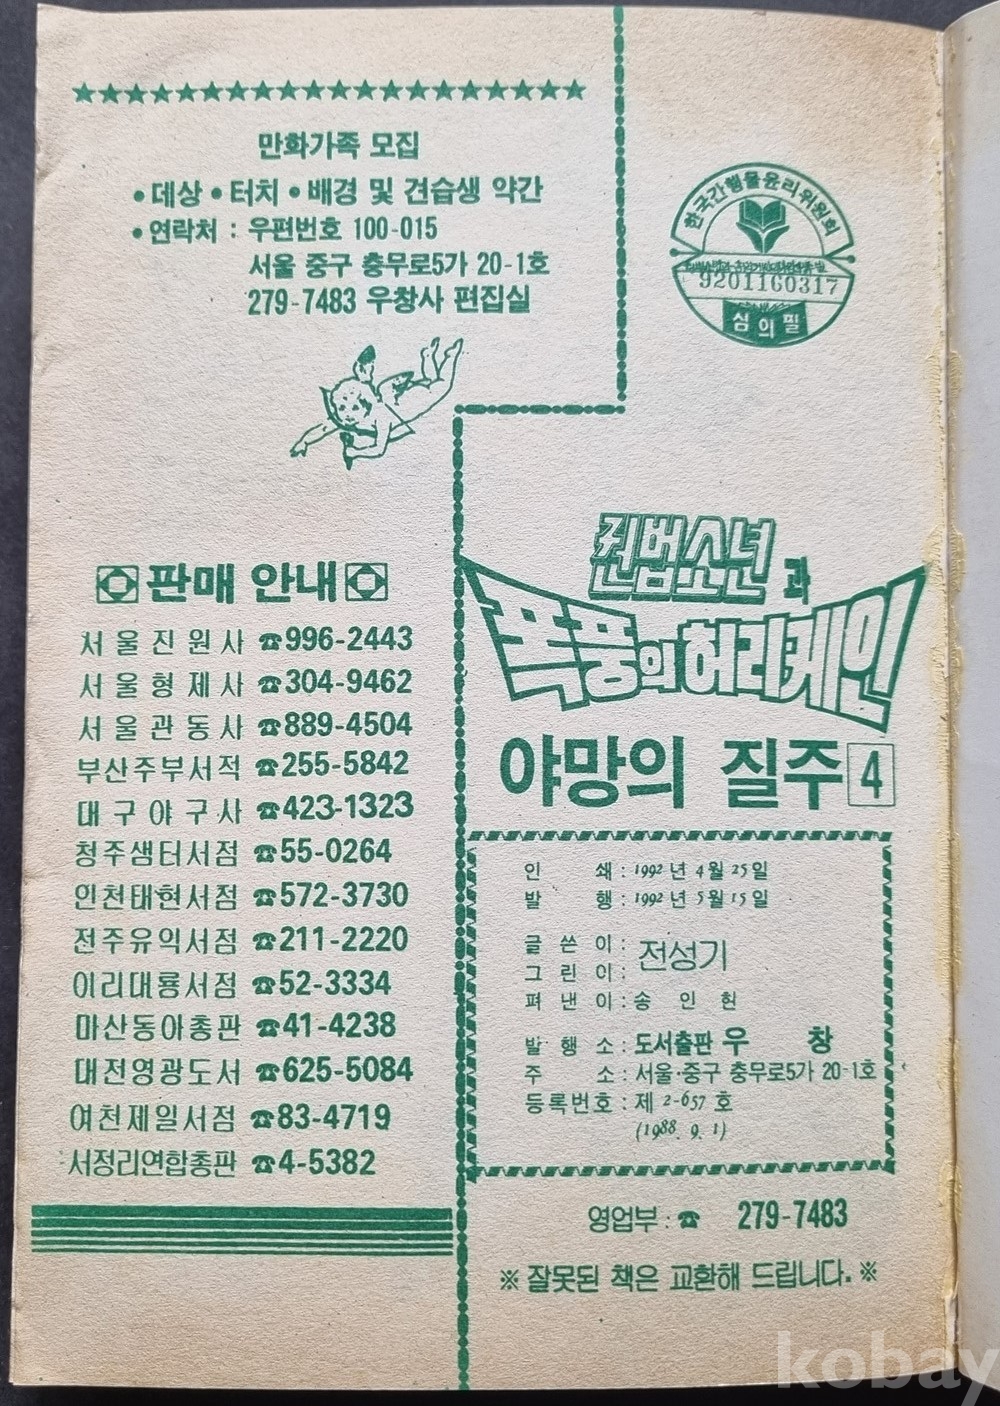 만화가족 모집
• 데상 • 터치 • 배경 및 견습생 약간
• 연락처 : 우편번호 100-015
서울 중구 충무로5가 20-1호
279-7483 우창사 편집실
한국간행물윤리위원회
9201160317
심의필
판매 안내
서울진원사 ☎996-2443
서울형제사 ☎304-9462
서울관동사 ☎889-4504
부산주부서적 ☎255-5842
대구야구사 ☎423-1323
청주샘터서점 ☎55-0264
인천태현서점 ☎572-3730
전주유익서점 ☎211-2220
이리대룡서점 ☎52-3334
마산동아총판 ☎41-4238
대전영광도서 ☎625-5084
여천제일서점 ☎83-4719
서정리연합총판 ☎4-5382
권법소년과
폭풍의허리케인
야망의 질주 4
인 쇄 : 1992년 4월 25일
발 행 : 1992년 5월 15일
글 쓴 이 : 전성기
그 린 이 :
펴 낸 이 : 송 인 헌
발 행 소 : 도서출판 우 창
주 소 : 서울·중구 충무로5가 20-1호
등록번호 : 제 2-657 호
(1988. 9. 1)
영업부 : ☎ 279-7483
※ 잘못된 책은 교환해 드립니다. ※
kobay